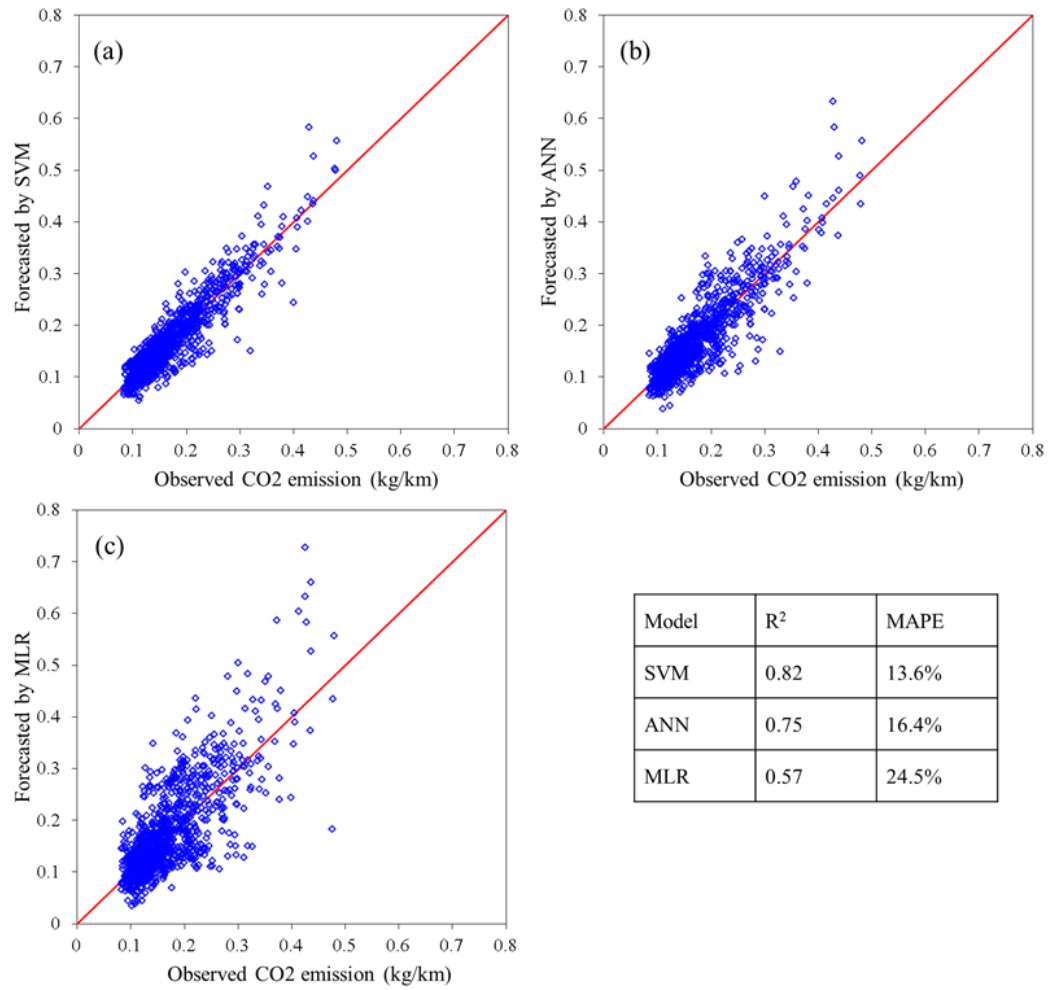 (a)
Forecasted by SVM
0.8
0.7
0.6
0.5
0.4
0.3
0.2
0.1
0
0 0.1 0.2 0.3 0.4 0.5 0.6 0.7 0.8
Observed CO2 emission (kg/km)
(b)
Forecasted by ANN
0.8
0.7
0.6
0.5
0.4
0.3
0.2
0.1
0
0 0.1 0.2 0.3 0.4 0.5 0.6 0.7 0.8
Observed CO2 emission (kg/km)
(c)
Forecasted by MLR
0.8
0.7
0.6
0.5
0.4
0.3
0.2
0.1
0
0 0.1 0.2 0.3 0.4 0.5 0.6 0.7 0.8
Observed CO2 emission (kg/km)
Model R² MAPE
SVM 0.82 13.6%
ANN 0.75 16.4%
MLR 0.57 24.5%